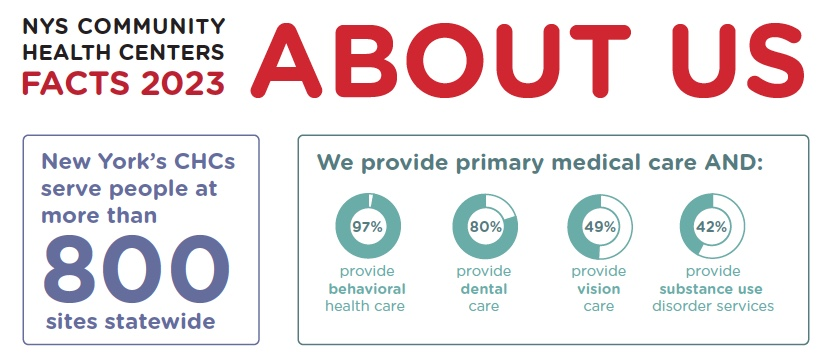 NYS COMMUNITY
HEALTH CENTERS
FACTS 2023
ABOUT US
New York's CHCs
serve people at
more than
800
sites statewide
We provide primary medical care AND:
97%
provide
behavioral
health care
80%
provide
dental
care
49%
provide
vision
care
42%
provide
substance use
disorder services